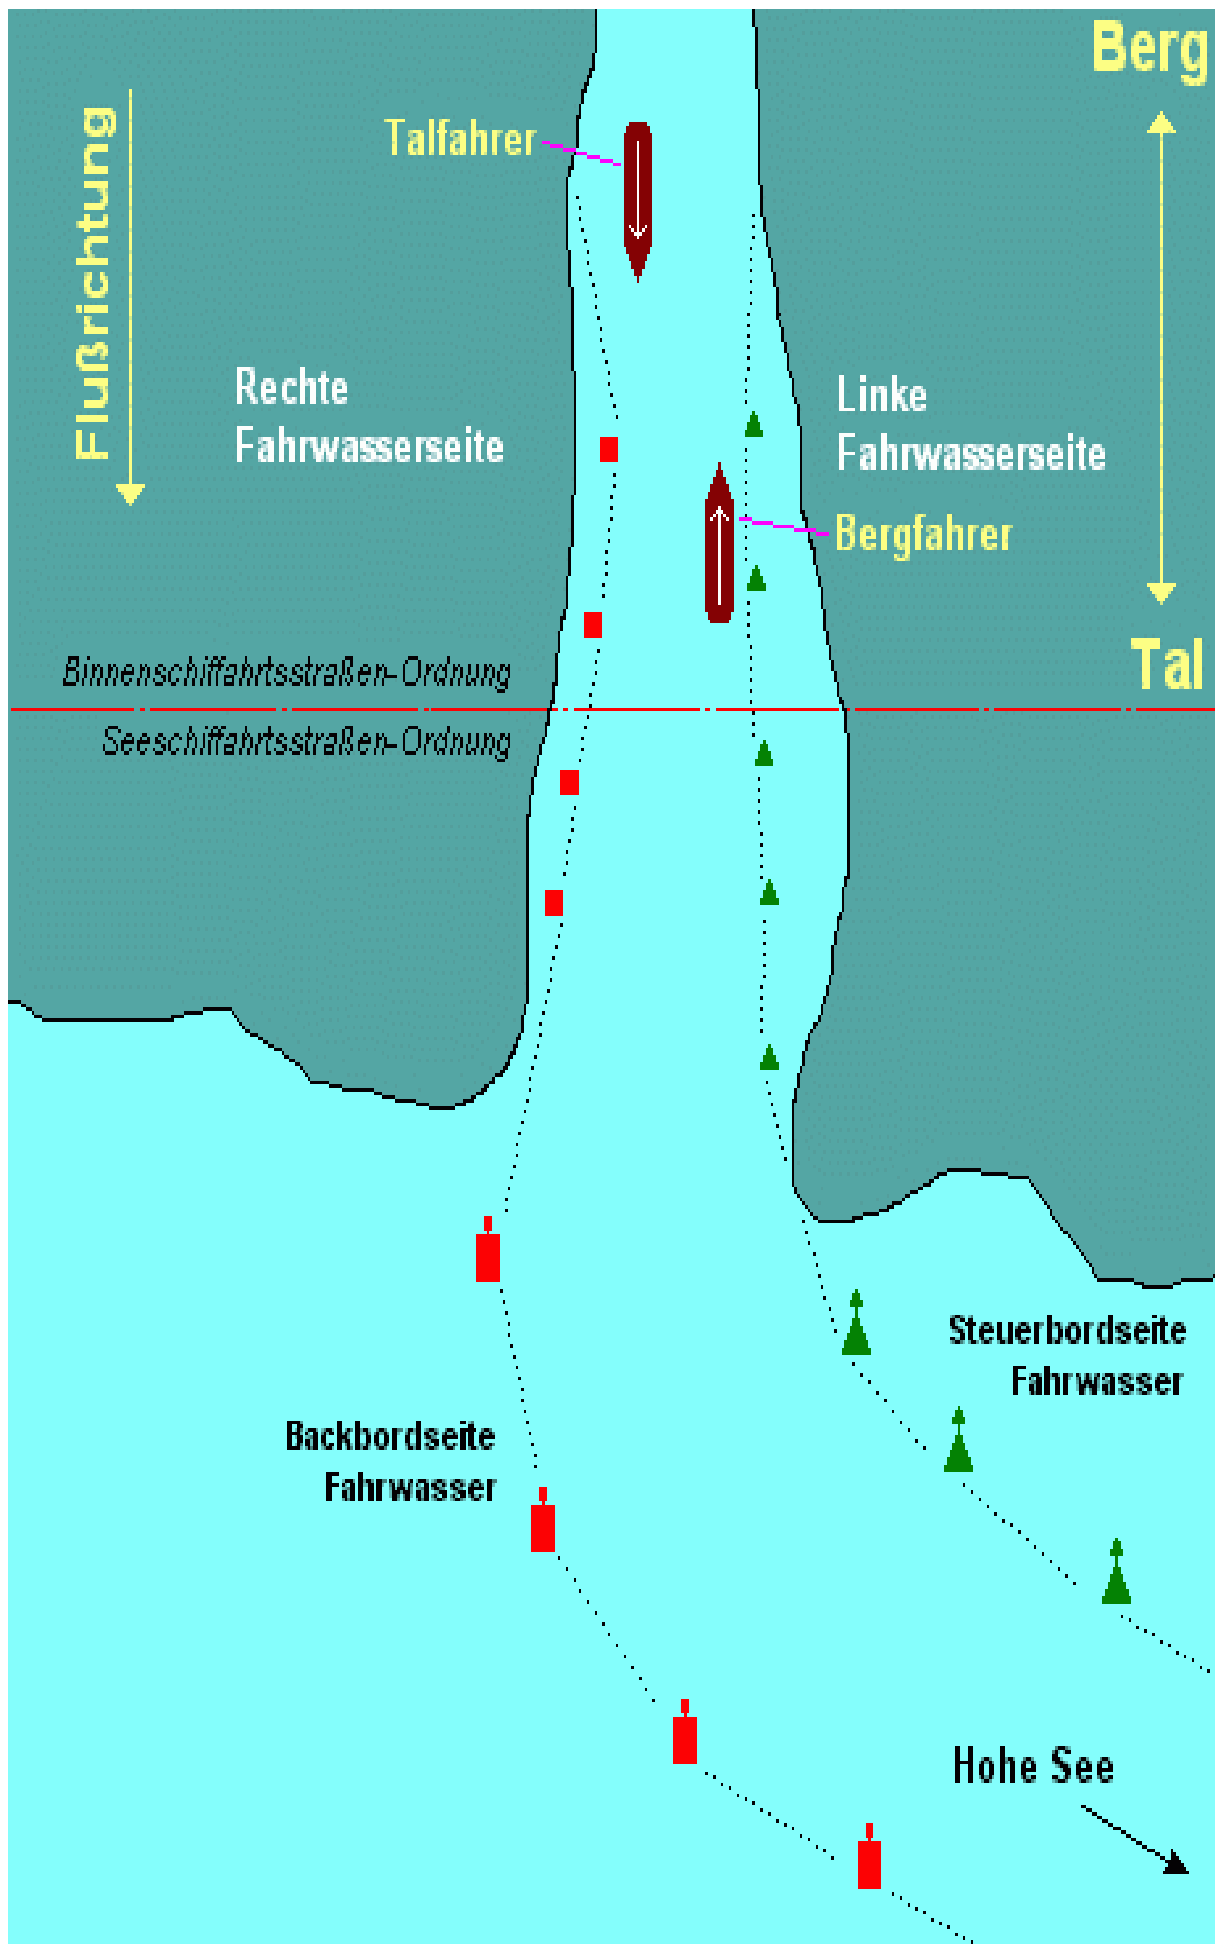 Berg
Flußrichtung
Talfahrer
Rechte
Fahrwasserseite
Linke
Fahrwasserseite
Bergfahrer
Tal
Binnenschiffahrtsstraßen-Ordnung
Seeschiffahrtsstraßen-Ordnung
Steuerbordseite
Fahrwasser
Backbordseite
Fahrwasser
Hohe See